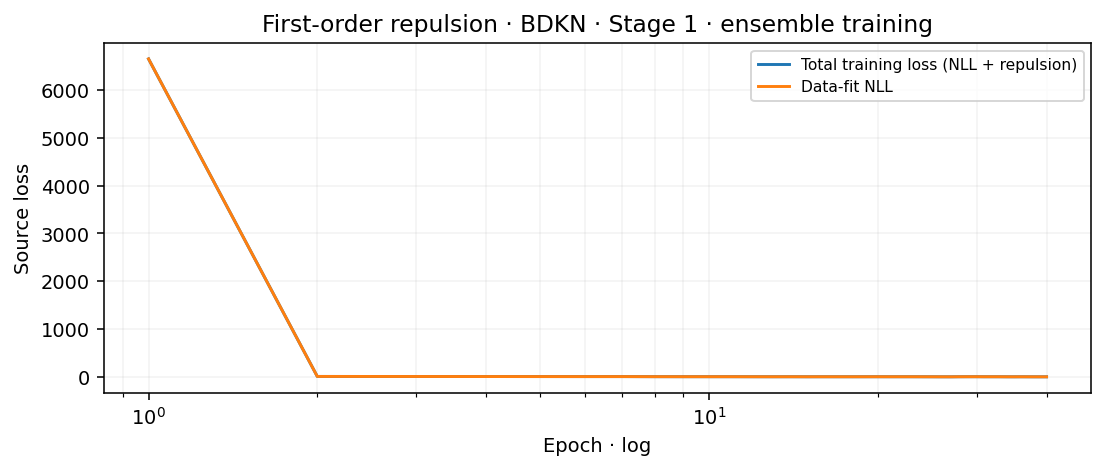 First-order repulsion · BDKN · Stage 1 · ensemble training
Total training loss (NLL + repulsion)
Data-fit NLL
Source loss
6000
5000
4000
3000
2000
1000
0
10⁰
10¹
Epoch · log